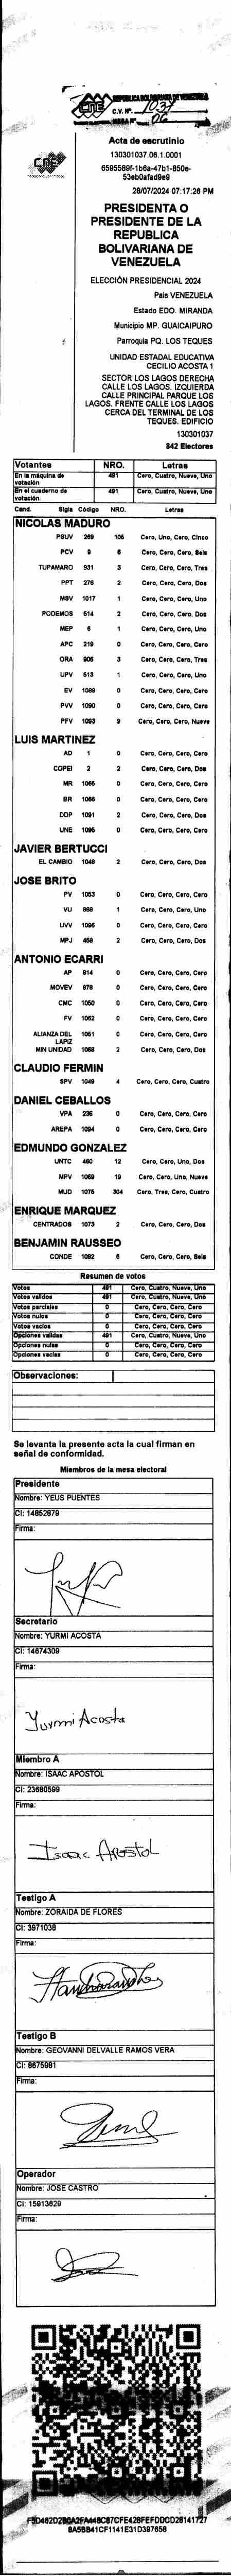 CNE
REPÚBLICA BOLIVARIANA DE VENEZUELA
C.V. Nº
MESA Nº 06
CNE
Acta de escrutinio
130301037.06.1.0001
6595589f-1b6a-47b1-850e-
53eb0afad9e9
28/07/2024 07:17:26 PM
PRESIDENTA O
PRESIDENTE DE LA
REPUBLICA
BOLIVARIANA DE
VENEZUELA
ELECCIÓN PRESIDENCIAL 2024
País VENEZUELA
Estado EDO. MIRANDA
Municipio MP. GUAICAIPURO
Parroquia PQ. LOS TEQUES
UNIDAD ESTADAL EDUCATIVA
CECILIO ACOSTA 1
SECTOR LOS LAGOS DERECHA
CALLE LOS LAGOS. IZQUIERDA
CALLE PRINCIPAL PARQUE LOS
LAGOS. FRENTE CALLE LOS LAGOS
CERCA DEL TERMINAL DE LOS
TEQUES. EDIFICIO
130301037
842 Electores
Votantes NRO. Letras
En la máquina de votación 491 Cero, Cuatro, Nueve, Uno
En el cuaderno de votación 491 Cero, Cuatro, Nueve, Uno
Cand. Sigla Código NRO. Letras
NICOLAS MADURO
PSUV 269 105 Cero, Uno, Cero, Cinco
PCV 9 6 Cero, Cero, Cero, Seis
TUPAMARO 931 3 Cero, Cero, Cero, Tres
PPT 276 2 Cero, Cero, Cero, Dos
MSV 1017 1 Cero, Cero, Cero, Uno
PODEMOS 514 2 Cero, Cero, Cero, Dos
MEP 6 1 Cero, Cero, Cero, Uno
APC 219 0 Cero, Cero, Cero, Cero
ORA 906 3 Cero, Cero, Cero, Tres
UPV 513 1 Cero, Cero, Cero, Uno
EV 1089 0 Cero, Cero, Cero, Cero
PVV 1090 0 Cero, Cero, Cero, Cero
PFV 1093 9 Cero, Cero, Cero, Nueve
LUIS MARTINEZ
AD 1 0 Cero, Cero, Cero, Cero
COPEI 2 2 Cero, Cero, Cero, Dos
MR 1065 0 Cero, Cero, Cero, Cero
BR 1066 0 Cero, Cero, Cero, Cero
DDP 1091 2 Cero, Cero, Cero, Dos
UNE 1096 0 Cero, Cero, Cero, Cero
JAVIER BERTUCCI
EL CAMBIO 1048 2 Cero, Cero, Cero, Dos
JOSE BRITO
PV 1053 0 Cero, Cero, Cero, Cero
VU 868 1 Cero, Cero, Cero, Uno
UVV 1095 0 Cero, Cero, Cero, Cero
MPJ 458 2 Cero, Cero, Cero, Dos
ANTONIO ECARRI
AP 914 0 Cero, Cero, Cero, Cero
MOVEV 978 0 Cero, Cero, Cero, Cero
CMC 1050 0 Cero, Cero, Cero, Cero
FV 1052 0 Cero, Cero, Cero, Cero
ALIANZA DEL LAPIZ 1051 0 Cero, Cero, Cero, Cero
MIN UNIDAD 1058 2 Cero, Cero, Cero, Dos
CLAUDIO FERMIN
SPV 1049 4 Cero, Cero, Cero, Cuatro
DANIEL CEBALLOS
VPA 236 0 Cero, Cero, Cero, Cero
AREPA 1094 0 Cero, Cero, Cero, Cero
EDMUNDO GONZALEZ
UNTC 460 12 Cero, Cero, Uno, Dos
MPV 1059 19 Cero, Cero, Uno, Nueve
MUD 1075 304 Cero, Tres, Cero, Cuatro
ENRIQUE MARQUEZ
CENTRADOS 1073 2 Cero, Cero, Cero, Dos
BENJAMIN RAUSSEO
CONDE 1092 6 Cero, Cero, Cero, Seis
Resumen de votos
Votos 491 Cero, Cuatro, Nueve, Uno
Votos validos 491 Cero, Cuatro, Nueve, Uno
Votos parciales 0 Cero, Cero, Cero, Cero
Votos nulos 0 Cero, Cero, Cero, Cero
Votos vacios 0 Cero, Cero, Cero, Cero
Opciones validas 491 Cero, Cuatro, Nueve, Uno
Opciones nulas 0 Cero, Cero, Cero, Cero
Opciones vacias 0 Cero, Cero, Cero, Cero
Observaciones:
Se levanta la presente acta la cual firman en
señal de conformidad.
Miembros de la mesa electoral
Presidente
Nombre: YEUS PUENTES
CI: 14852879
Firma:
Secretario
Nombre: YURMI ACOSTA
CI: 14674309
Firma:
Yurmi Acosta
Miembro A
Nombre: ISAAC APOSTOL
CI: 23680599
Firma:
Isaac Apostol
Testigo A
Nombre: ZORAIDA DE FLORES
CI: 3971038
Firma:
Testigo B
Nombre: GEOVANNI DELVALLE RAMOS VERA
CI: 8675981
Firma:
Operador
Nombre: JOSE CASTRO
CI: 15913629
Firma:
8A5BB41CF1141E31D397658